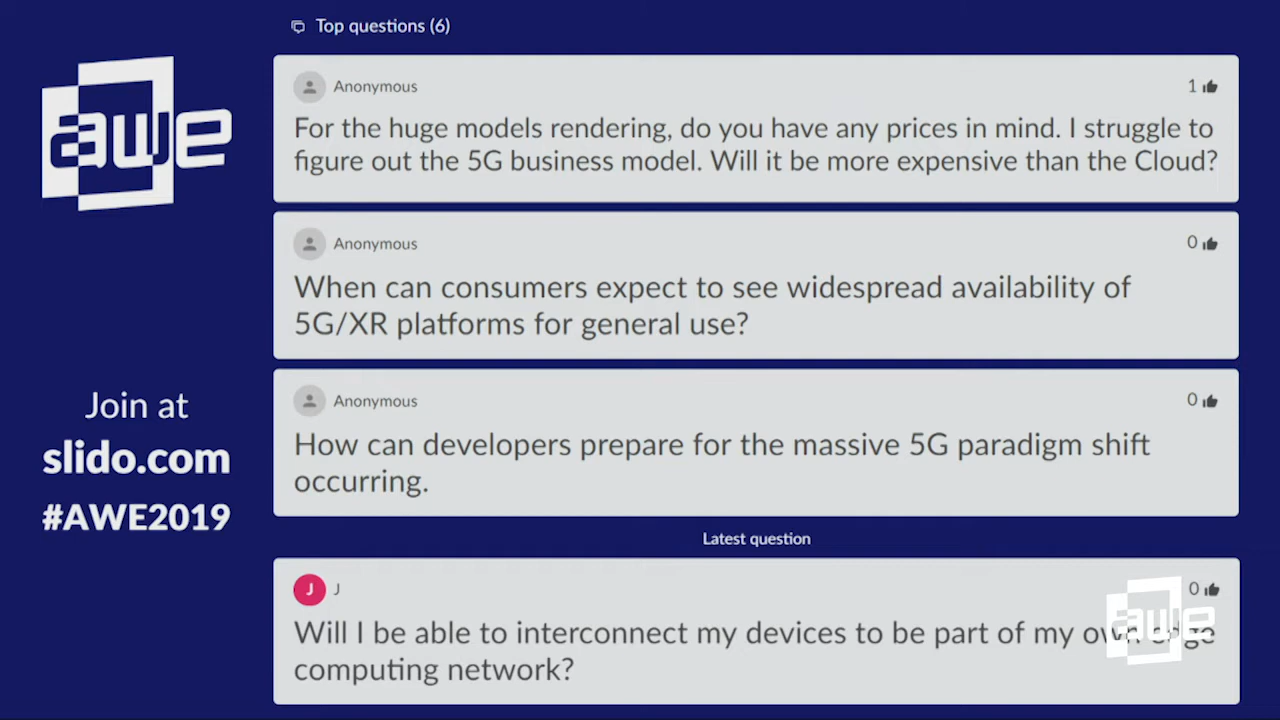 Top questions (6)
awe
Anonymous
1
For the huge models rendering, do you have any prices in mind. I struggle to
figure out the 5G business model. Will it be more expensive than the Cloud?
Anonymous
0
When can consumers expect to see widespread availability of
5G/XR platforms for general use?
Anonymous
0
How can developers prepare for the massive 5G paradigm shift
occurring.
Join at
slido.com
#AWE2019
Latest question
J
J
0
Will I be able to interconnect my devices to be part of my own edge
computing network?
awe